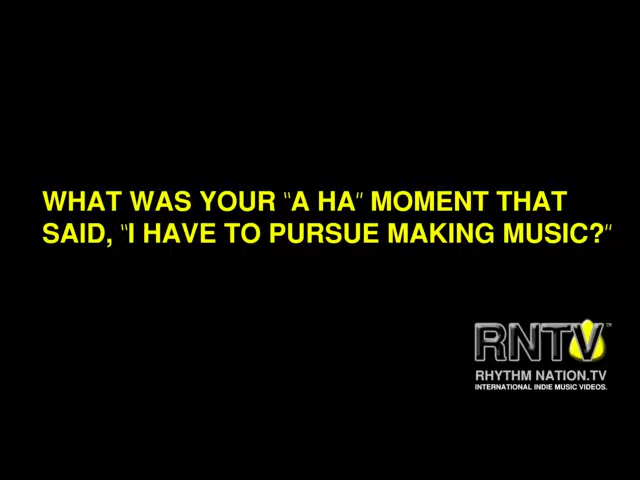 WHAT WAS YOUR “A HA” MOMENT THAT
SAID, “I HAVE TO PURSUE MAKING MUSIC?”
RNTV™
RHYTHM NATION.TV
INTERNATIONAL INDIE MUSIC VIDEOS.